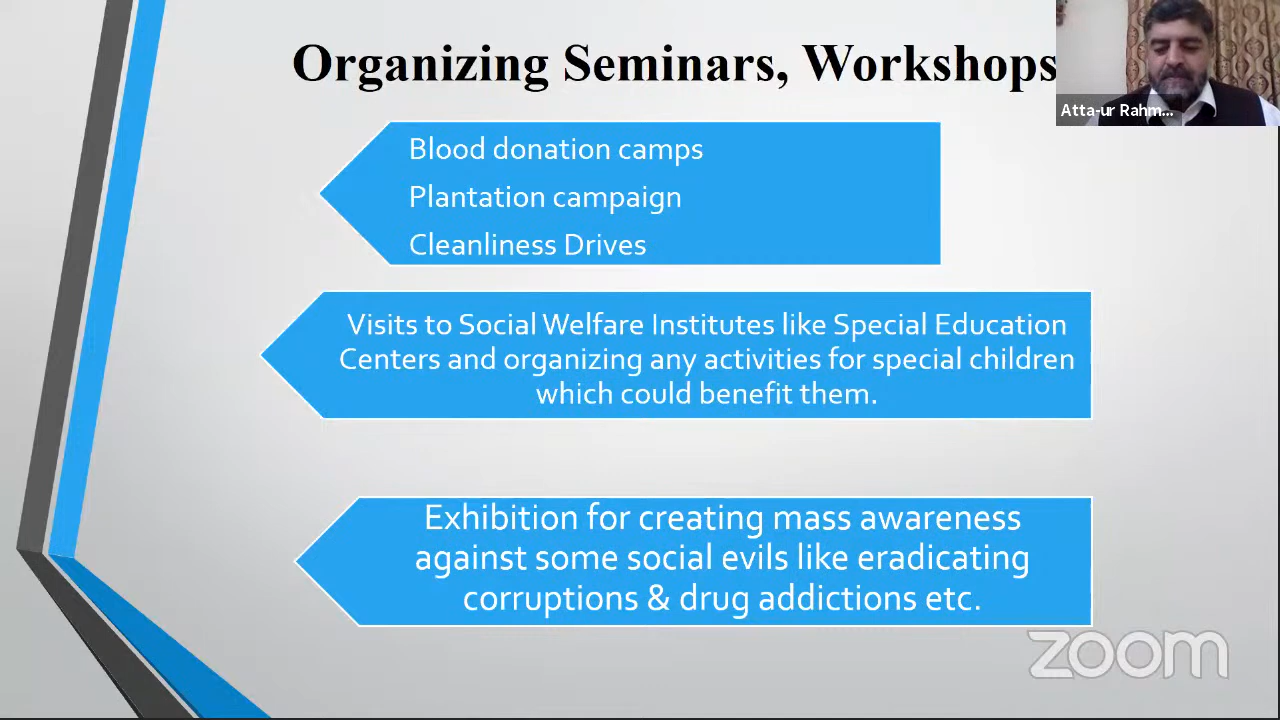 Organizing Seminars, Workshops
Atta-ur Rahm...
Blood donation camps
Plantation campaign
Cleanliness Drives
Visits to Social Welfare Institutes like Special Education
Centers and organizing any activities for special children
which could benefit them.
Exhibition for creating mass awareness
against some social evils like eradicating
corruptions & drug addictions etc.
zoom